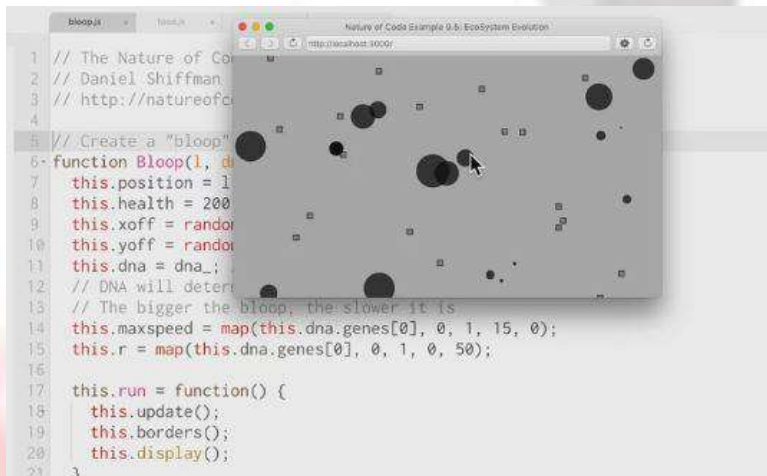 bloop.js
food.js
Nature of Code Example 9.5: EcoSystem Evolution
http://localhost:9000/
1 // The Nature of Co
2 // Daniel Shiffman
3 // http://natureofc
4
5 // Create a "bloop"
6 function Bloop(l, d
7 this.position = l
8 this.health = 200
9 this.xoff = random
10 this.yoff = random
11 this.dna = dna_;
12 // DNA will deter
13 // The bigger the bloop, the slower it is
14 this.maxspeed = map(this.dna.genes[0], 0, 1, 15, 0);
15 this.r = map(this.dna.genes[0], 0, 1, 0, 50);
16
17 this.run = function() {
18 this.update();
19 this.borders();
20 this.display();
21 }